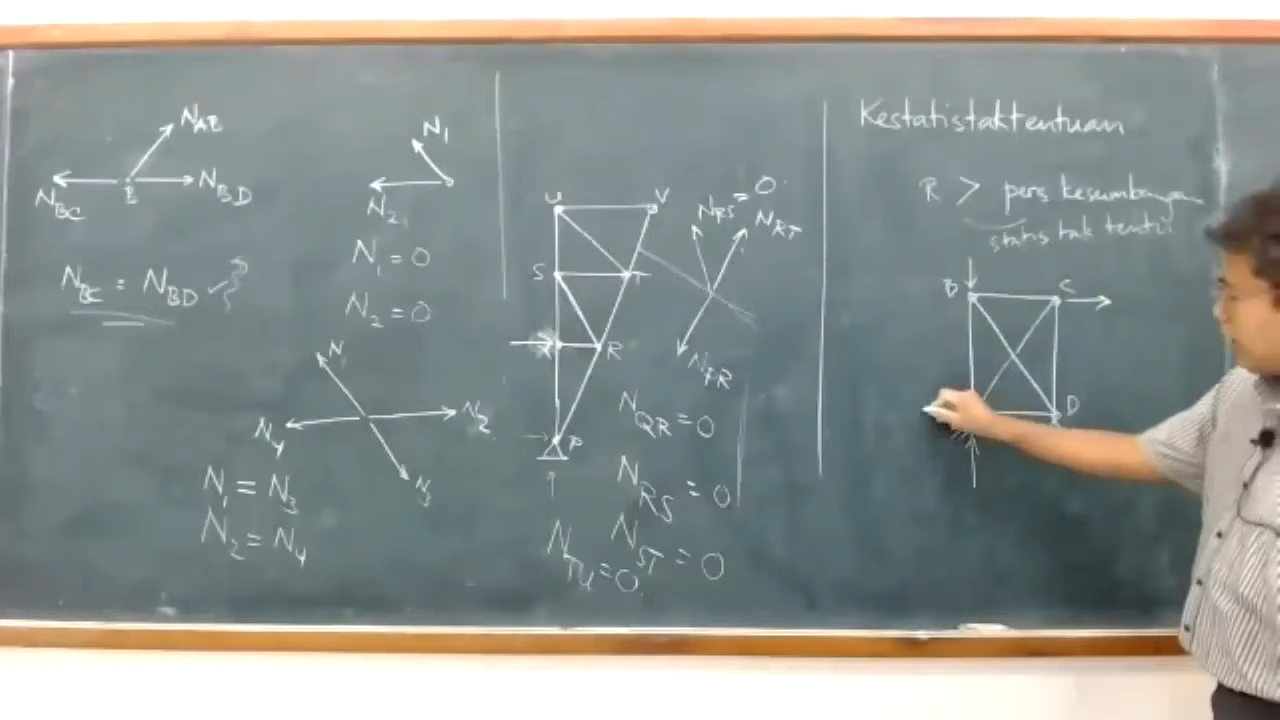 N_AB
N_BC
B
N_BD
N_BC = N_BD ✓
N_1
N_2
N_1 = 0
N_2 = 0
N_1
N_2
N_4
N_3
N_1 = N_3
N_2 = N_4
U
V
S
T
R
P
N_RS = 0
N_RT
N_PR
N_QR = 0
N_RS = 0
N_ST = 0
N_TU = 0
Kestatistaktentuan
R > pers kesumbangan
statis tak tentu
B
C
D